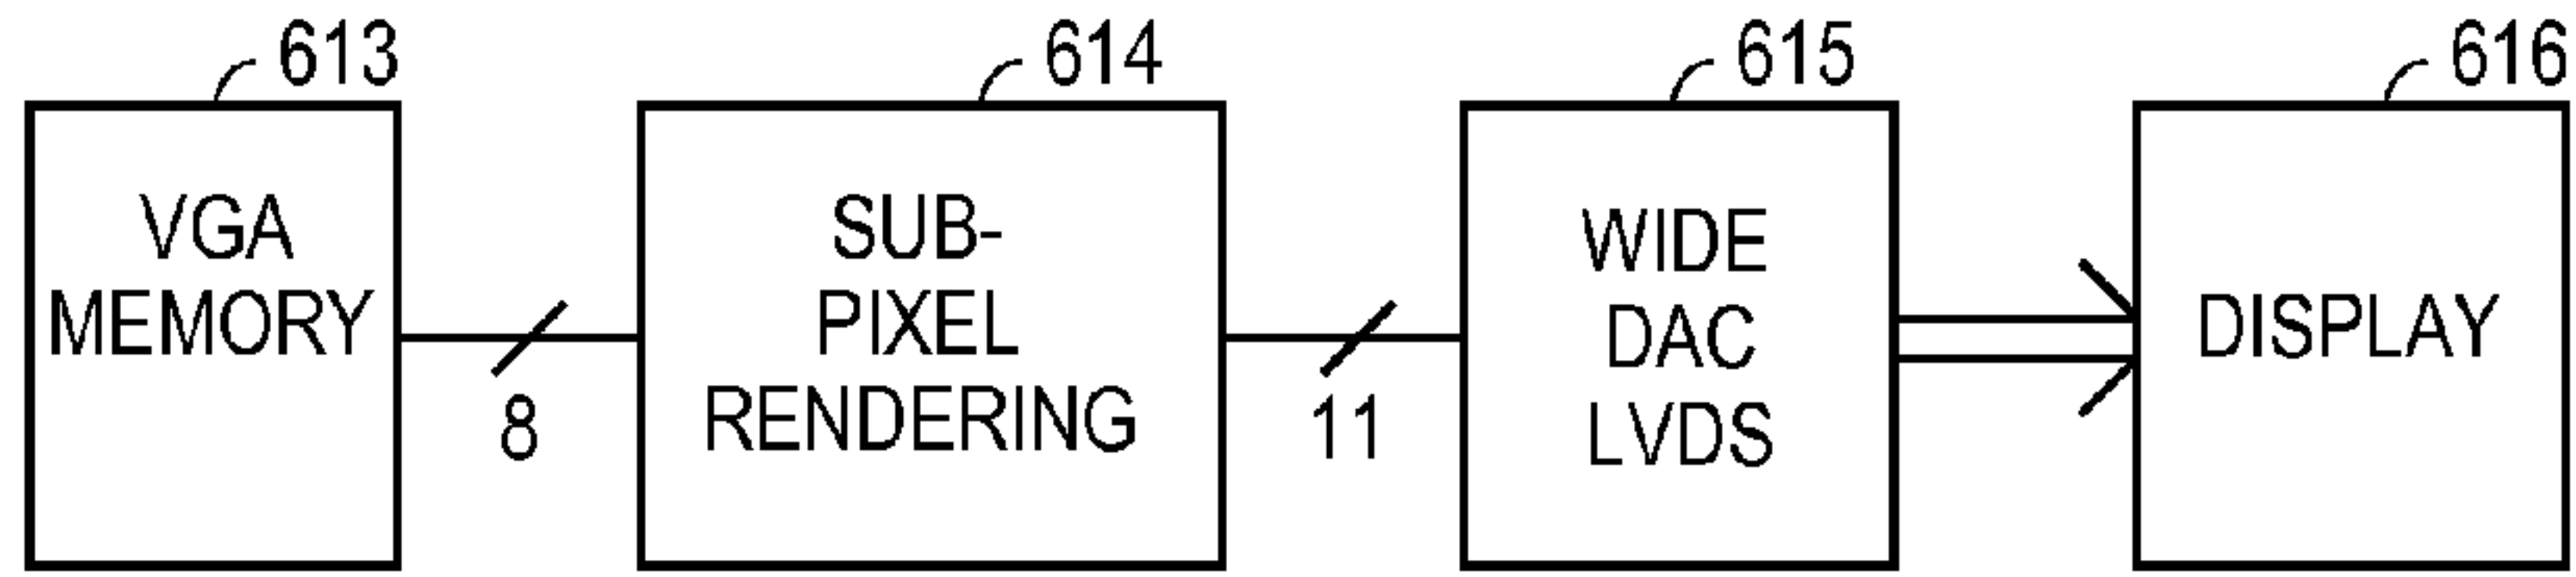 613
614
615
616
VGA
MEMORY
SUB-
PIXEL
RENDERING
WIDE
DAC
LVDS
DISPLAY
8
11